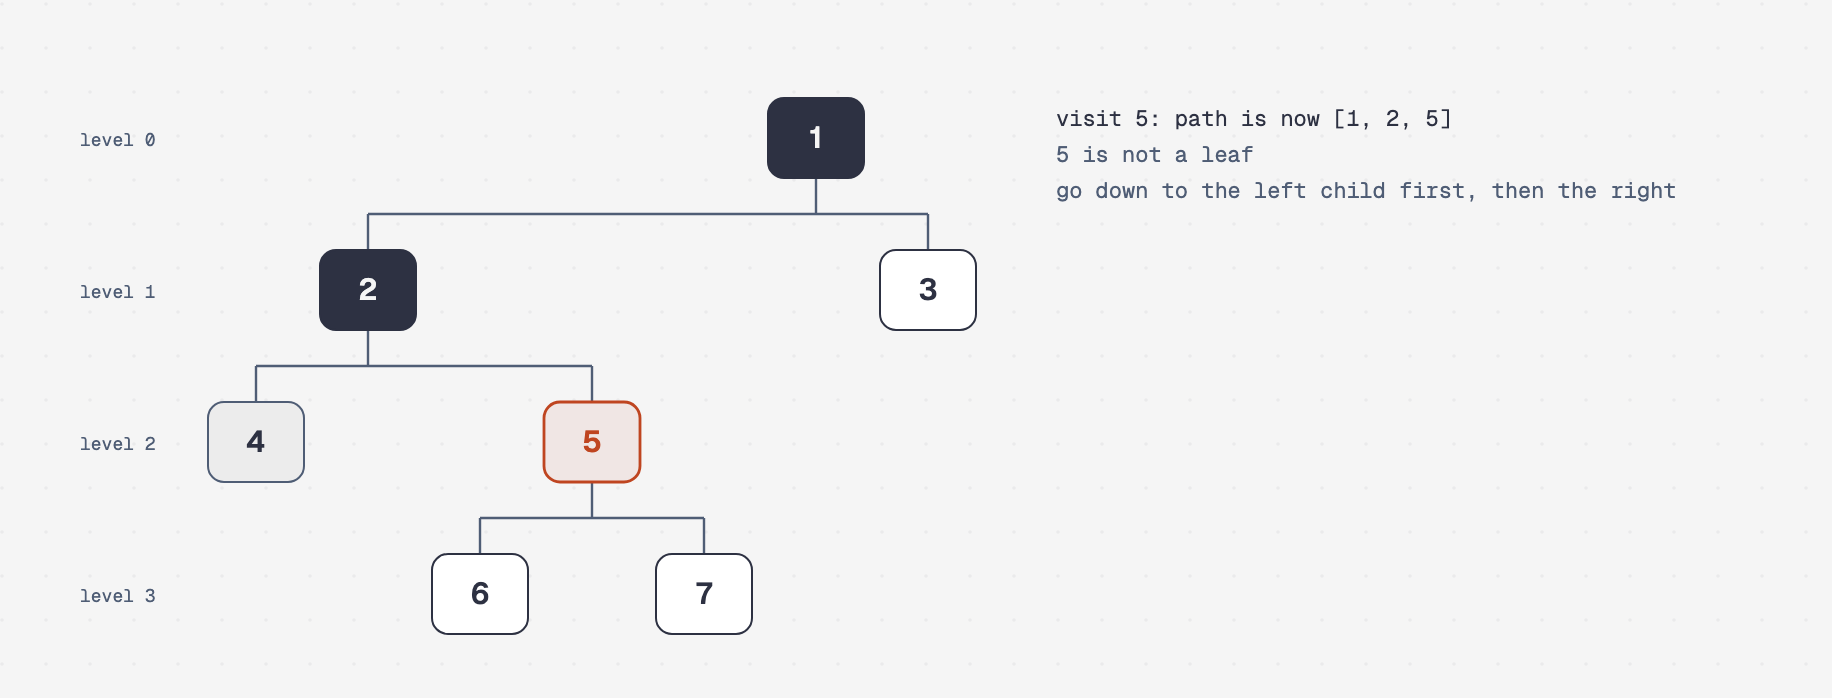 level 0
1
visit 5: path is now [1, 2, 5]
5 is not a leaf
go down to the left child first, then the right
level 1
2
3
level 2
4
5
level 3
6
7